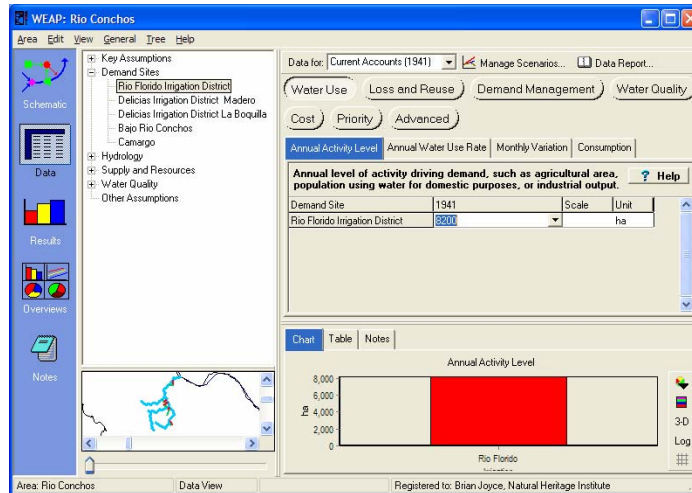 WEAP: Rio Conchos
Area Edit View General Tree Help
Schematic
Data
Results
Overviews
Notes
Key Assumptions
Demand Sites
Rio Florido Irrigation District
Delicias Irrigation District Madero
Delicias Irrigation District La Boquilla
Bajo Rio Conchos
Camargo
Hydrology
Supply and Resources
Water Quality
Other Assumptions
Data for: Current Accounts (1941) Manage Scenarios... Data Report...
Water Use Loss and Reuse Demand Management Water Quality
Cost Priority Advanced
Annual Activity Level Annual Water Use Rate Monthly Variation Consumption
Annual level of activity driving demand, such as agricultural area,
population using water for domestic purposes, or industrial output.
? Help
Demand Site 1941 Scale Unit
Rio Florido Irrigation District 8200 ha
Chart Table Notes
Annual Activity Level
8,000
6,000
4,000
2,000
0
ha
Rio Florido
3-D
Log
Area: Rio Conchos Data View Registered to: Brian Joyce, Natural Heritage Institute